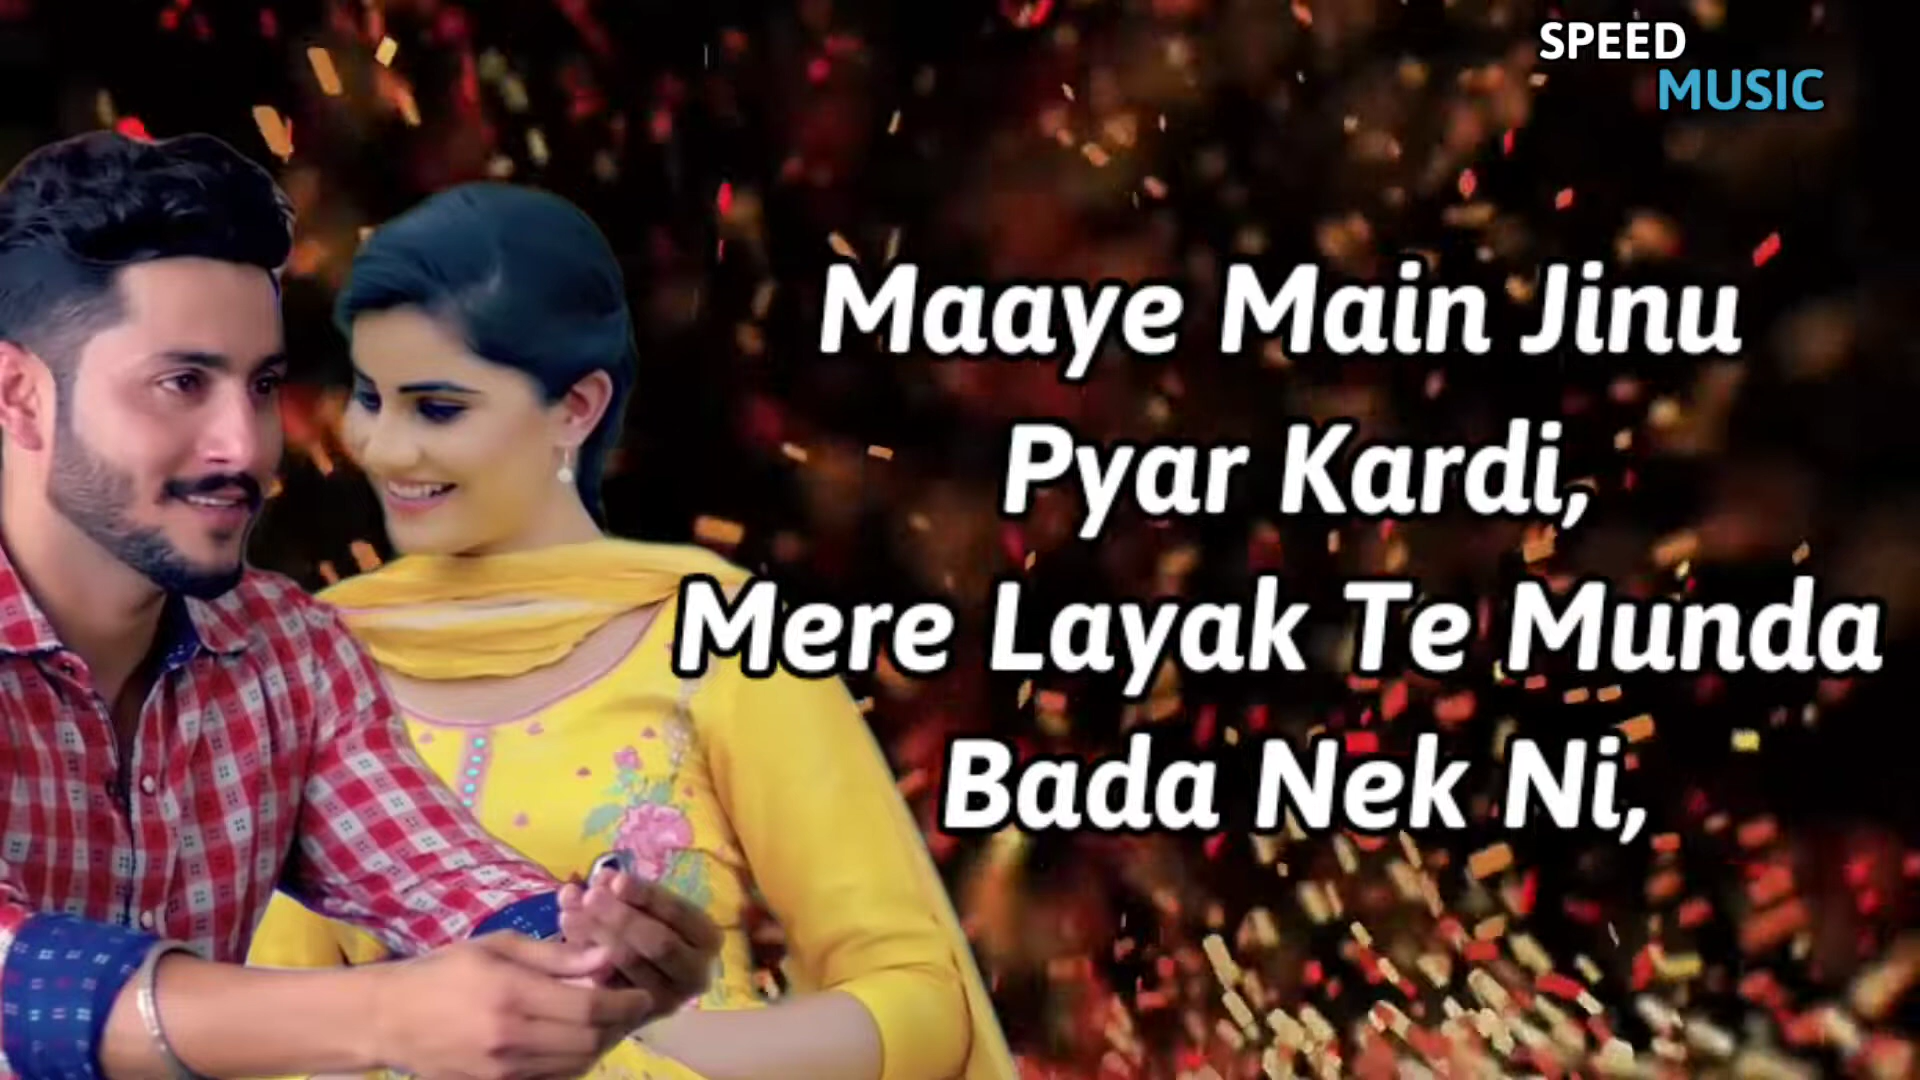 SPEED
MUSIC
Maaye Main Jinu
Pyar Kardi,
Mere Layak Te Munda
Bada Nek Ni,